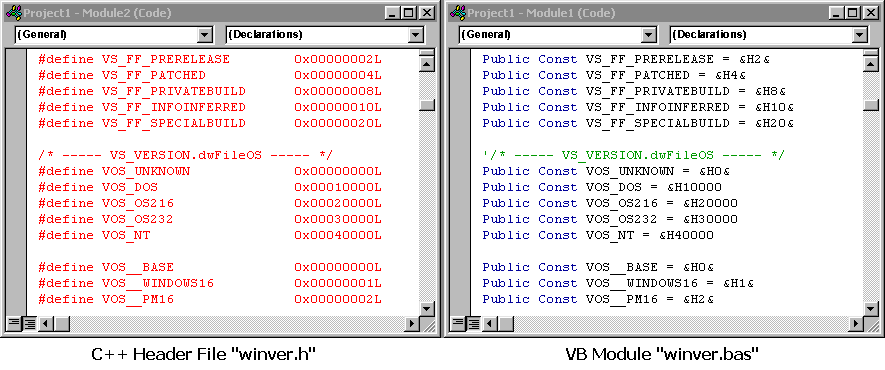 Project1 - Module2 (Code)
(General) (Declarations)
#define VS_FF_PRERELEASE 0x00000002L
#define VS_FF_PATCHED 0x00000004L
#define VS_FF_PRIVATEBUILD 0x00000008L
#define VS_FF_INFOINFERRED 0x00000010L
#define VS_FF_SPECIALBUILD 0x00000020L
/* ----- VS_VERSION.dwFileOS ----- */
#define VOS_UNKNOWN 0x00000000L
#define VOS_DOS 0x00010000L
#define VOS_OS216 0x00020000L
#define VOS_OS232 0x00030000L
#define VOS_NT 0x00040000L
#define VOS__BASE 0x00000000L
#define VOS__WINDOWS16 0x00000001L
#define VOS__PM16 0x00000002L
C++ Header File "winver.h"
Project1 - Module1 (Code)
(General) (Declarations)
Public Const VS_FF_PRERELEASE = &H2&
Public Const VS_FF_PATCHED = &H4&
Public Const VS_FF_PRIVATEBUILD = &H8&
Public Const VS_FF_INFOINFERRED = &H10&
Public Const VS_FF_SPECIALBUILD = &H20&
'/* ----- VS_VERSION.dwFileOS ----- */
Public Const VOS_UNKNOWN = &H0&
Public Const VOS_DOS = &H10000
Public Const VOS_OS216 = &H20000
Public Const VOS_OS232 = &H30000
Public Const VOS_NT = &H40000
Public Const VOS__BASE = &H0&
Public Const VOS__WINDOWS16 = &H1&
Public Const VOS__PM16 = &H2&
VB Module "winver.bas"